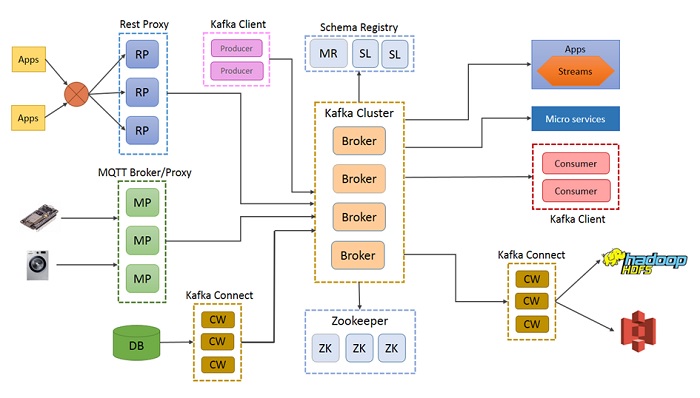 Rest Proxy
Apps
Apps
RP
RP
RP
Kafka Client
Producer
Producer
Schema Registry
MR
SL
SL
Kafka Cluster
Broker
Broker
Broker
Broker
Apps
Streams
Micro services
Consumer
Consumer
Kafka Client
MQTT Broker/Proxy
MP
MP
MP
Kafka Connect
DB
CW
CW
CW
Zookeeper
ZK
ZK
ZK
Kafka Connect
CW
CW
CW
hadoop
HDFS